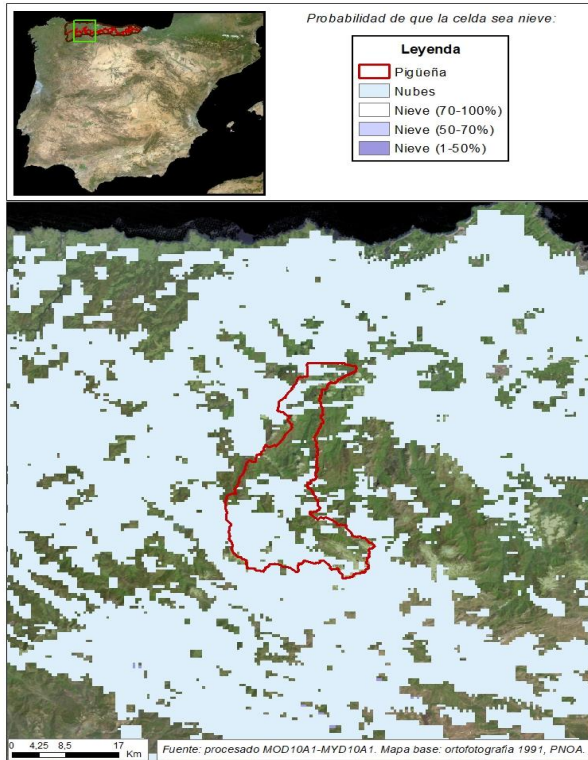 Probabilidad de que la celda sea nieve:
Leyenda
Pigüeña
Nubes
Nieve (70-100%)
Nieve (50-70%)
Nieve (1-50%)
0 4,25 8,5 17
Km
Fuente: procesado MOD10A1-MYD10A1. Mapa base: ortofotografía 1991, PNOA.